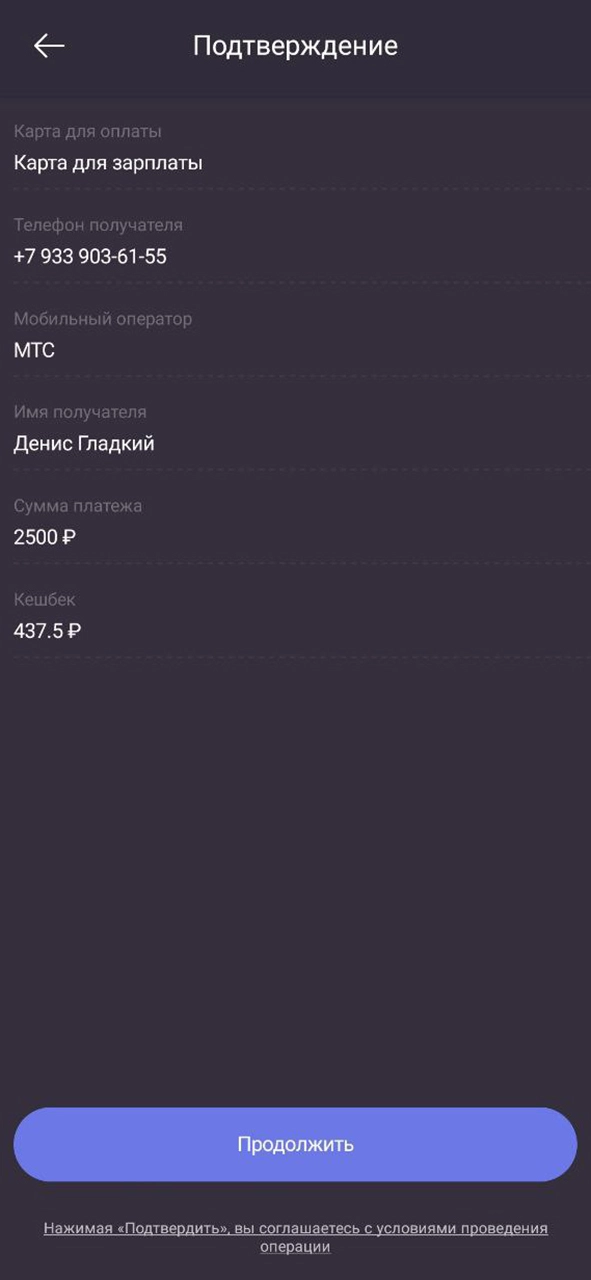 Подтверждение
Карта для оплаты
Карта для зарплаты
Телефон получателя
+7 933 903-61-55
Мобильный оператор
МТС
Имя получателя
Денис Гладкий
Сумма платежа
2500 ₽
Кешбек
437.5 ₽
Продолжить
Нажимая «Подтвердить», вы соглашаетесь с условиями проведения
операции